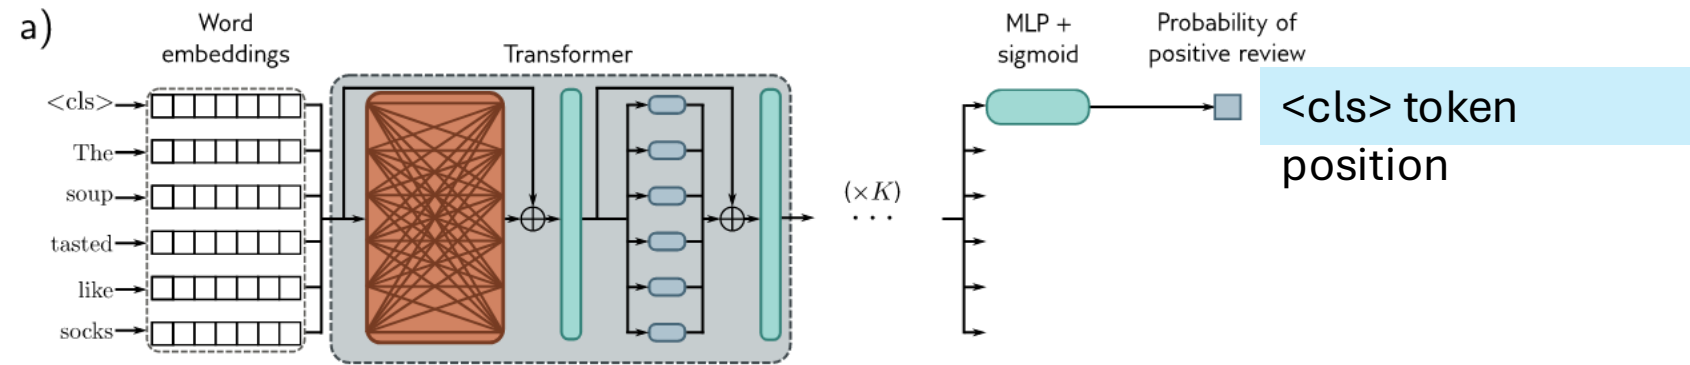 a)
Word
embeddings
Transformer
MLP +
sigmoid
Probability of
positive review
<cls>
The
soup
tasted
like
socks
(×K)
...
<cls> token
position